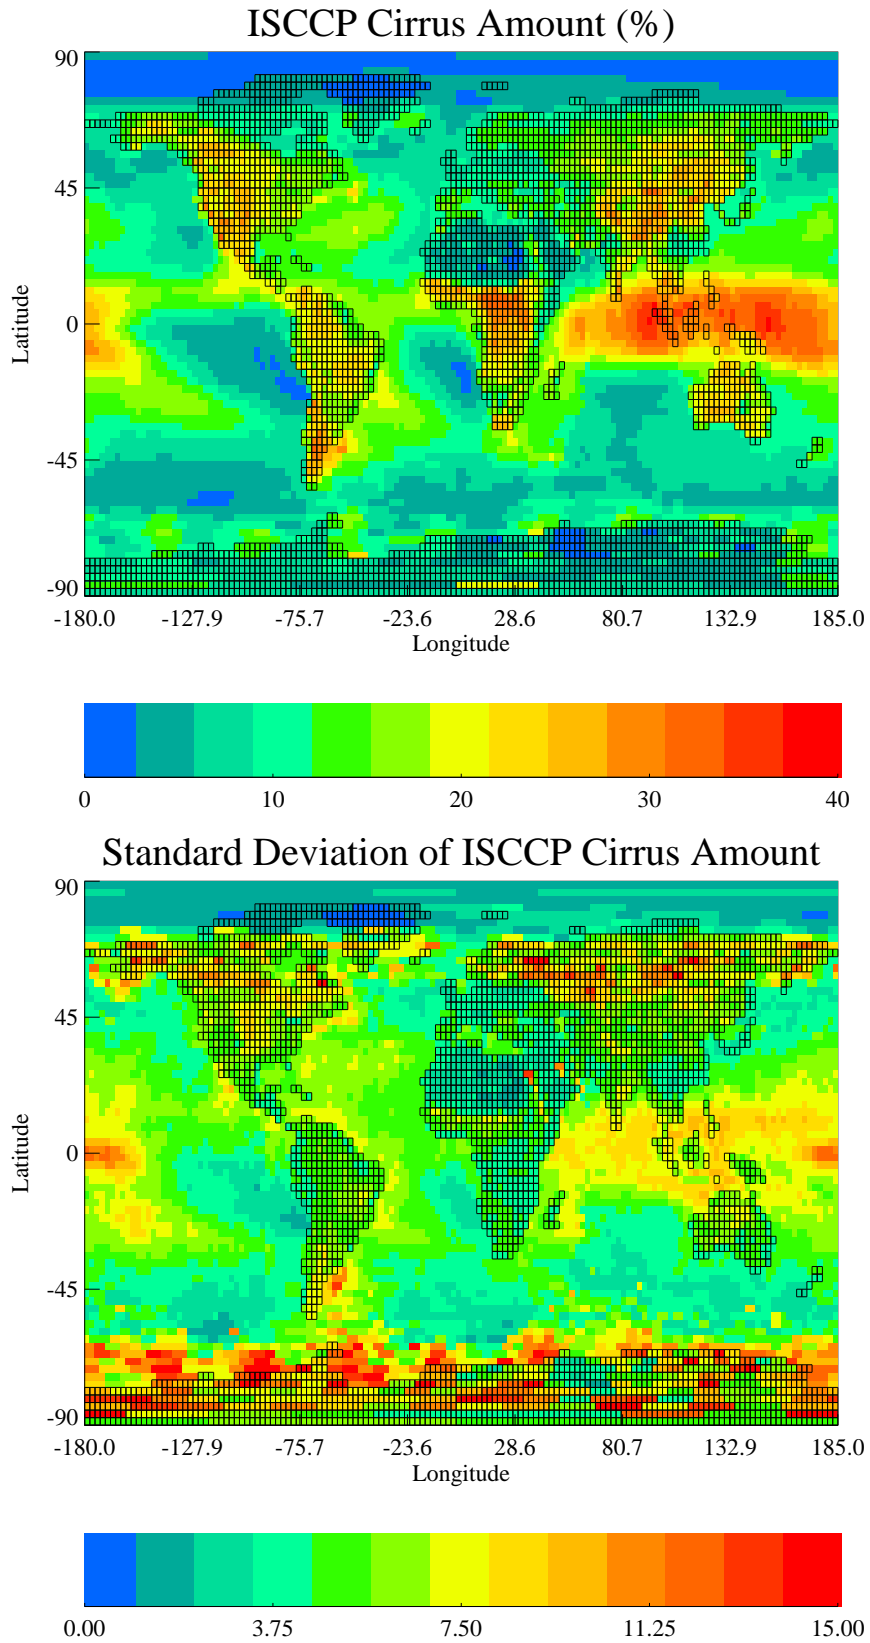 ISCCP Cirrus Amount (%)
90
45
0
-45
-90
Latitude
-180.0 -127.9 -75.7 -23.6 28.6 80.7 132.9 185.0
Longitude
0 10 20 30 40
Standard Deviation of ISCCP Cirrus Amount
90
45
0
-45
-90
Latitude
-180.0 -127.9 -75.7 -23.6 28.6 80.7 132.9 185.0
Longitude
0.00 3.75 7.50 11.25 15.00